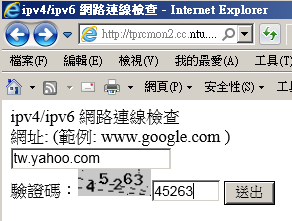 ipv4/ipv6 網路連線檢查 - Internet Explorer
http://tprcmon2.cc.ntu.
檔案(F) 編輯(E) 檢視(V) 我的最愛(A) 工具(
網頁(P) 安全性(S)
ipv4/ipv6 網路連線檢查
網址: (範例: www.google.com )
tw.yahoo.com
驗證碼： 45263 45263 送出